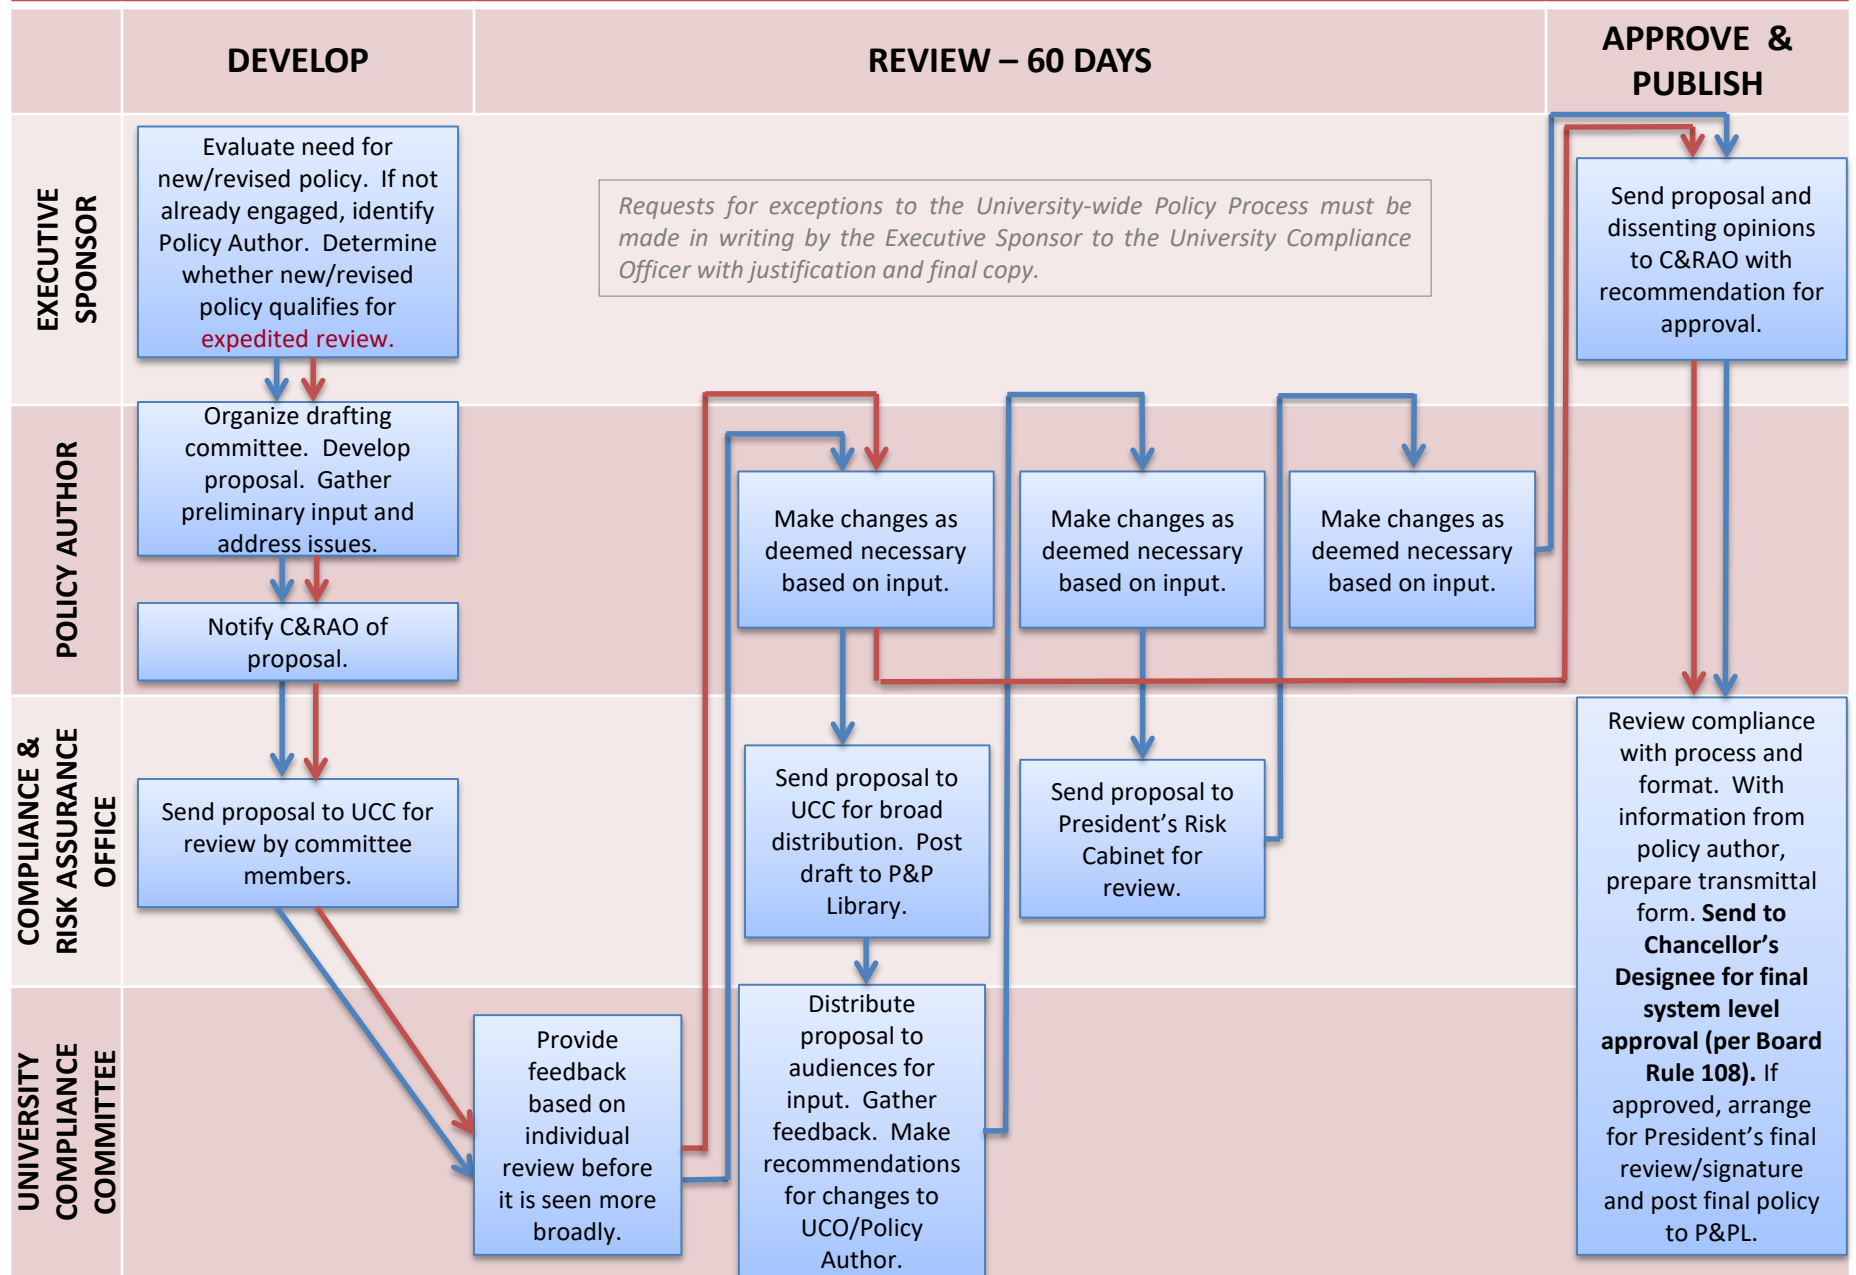 DEVELOP
REVIEW – 60 DAYS
APPROVE &
PUBLISH
EXECUTIVE
SPONSOR
Evaluate need for
new/revised policy. If not
already engaged, identify
Policy Author. Determine
whether new/revised
policy qualifies for
expedited review.
Requests for exceptions to the University-wide Policy Process must be
made in writing by the Executive Sponsor to the University Compliance
Officer with justification and final copy.
Send proposal and
dissenting opinions
to C&RAO with
recommendation for
approval.
POLICY AUTHOR
Organize drafting
committee. Develop
proposal. Gather
preliminary input and
address issues.
Notify C&RAO of
proposal.
Make changes as
deemed necessary
based on input.
Make changes as
deemed necessary
based on input.
Make changes as
deemed necessary
based on input.
COMPLIANCE &
RISK ASSURANCE
OFFICE
Send proposal to UCC for
review by committee
members.
Send proposal to
UCC for broad
distribution. Post
draft to P&P
Library.
Send proposal to
President’s Risk
Cabinet for
review.
Review compliance
with process and
format. With
information from
policy author,
prepare transmittal
form. Send to
Chancellor’s
Designee for final
system level
approval (per Board
Rule 108). If
approved, arrange
for President’s final
review/signature
and post final policy
to P&PL.
UNIVERSITY
COMPLIANCE
COMMITTEE
Provide
feedback
based on
individual
review before
it is seen more
broadly.
Distribute
proposal to
audiences for
input. Gather
feedback. Make
recommendations
for changes to
UCO/Policy
Author.